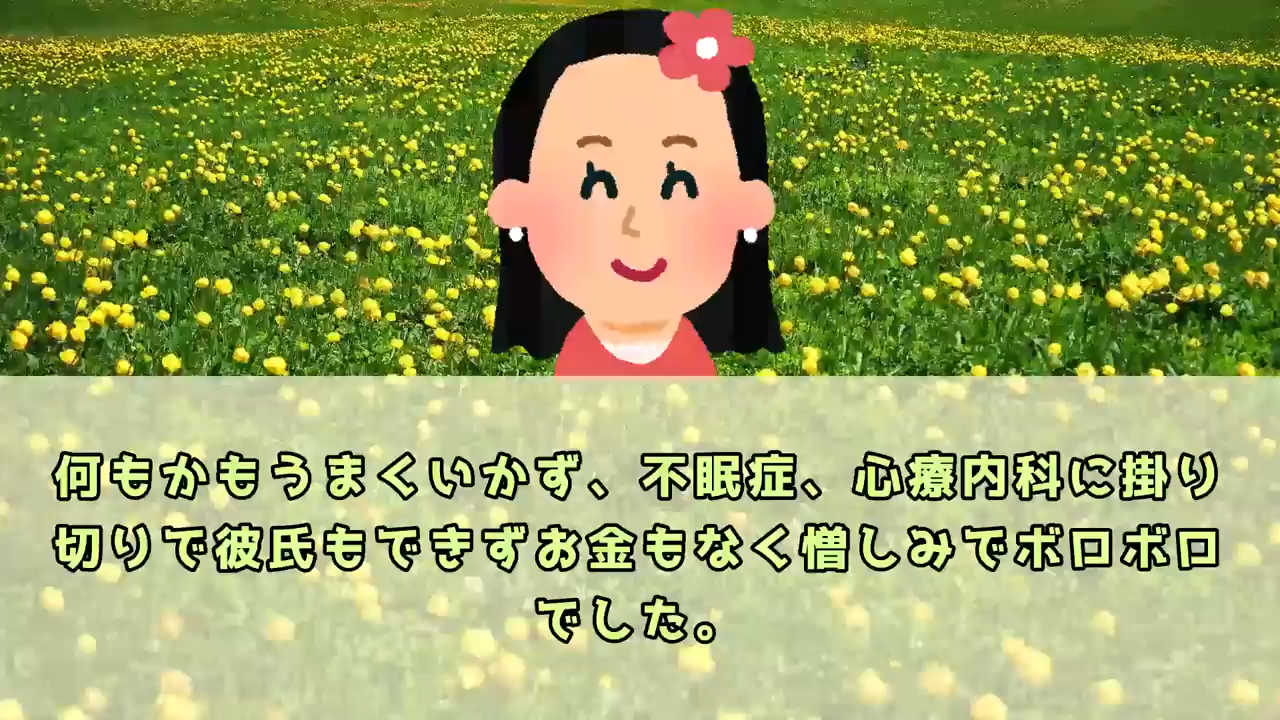 何もかもうまくいかず、不眠症、心療内科に掛り
切りで彼氏もできずお金もなく憎しみでボロボロ
でした。